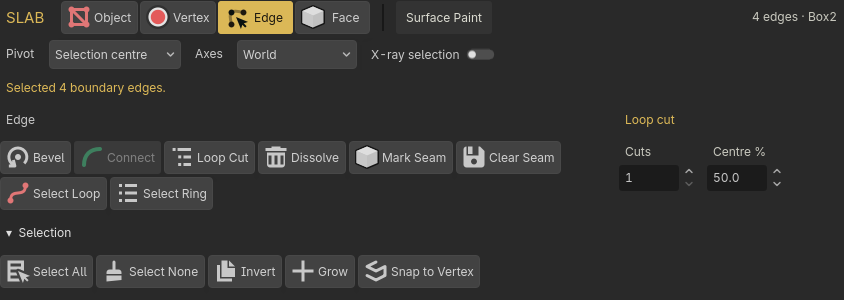 SLAB Object Vertex Edge Face Surface Paint 4 edges · Box2
Pivot Selection centre Axes World X-ray selection
Selected 4 boundary edges.
Edge Loop cut
Cuts Centre %
Bevel Connect Loop Cut Dissolve Mark Seam Clear Seam
1 50.0
Select Loop Select Ring
Selection
Select All Select None Invert Grow Snap to Vertex